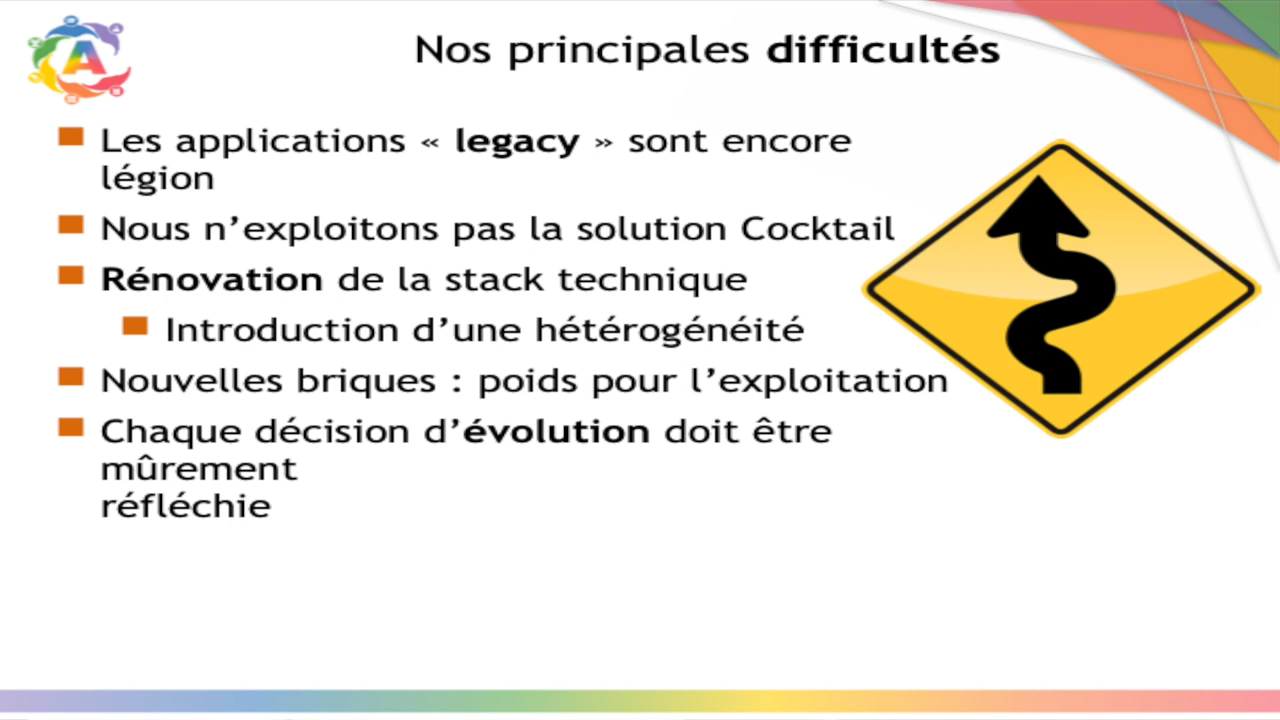 A
Nos principales difficultés
Les applications « legacy » sont encore
légion
Nous n’exploitons pas la solution Cocktail
Rénovation de la stack technique
Introduction d’une hétérogénéité
Nouvelles briques : poids pour l’exploitation
Chaque décision d’évolution doit être
mûrement
réfléchie